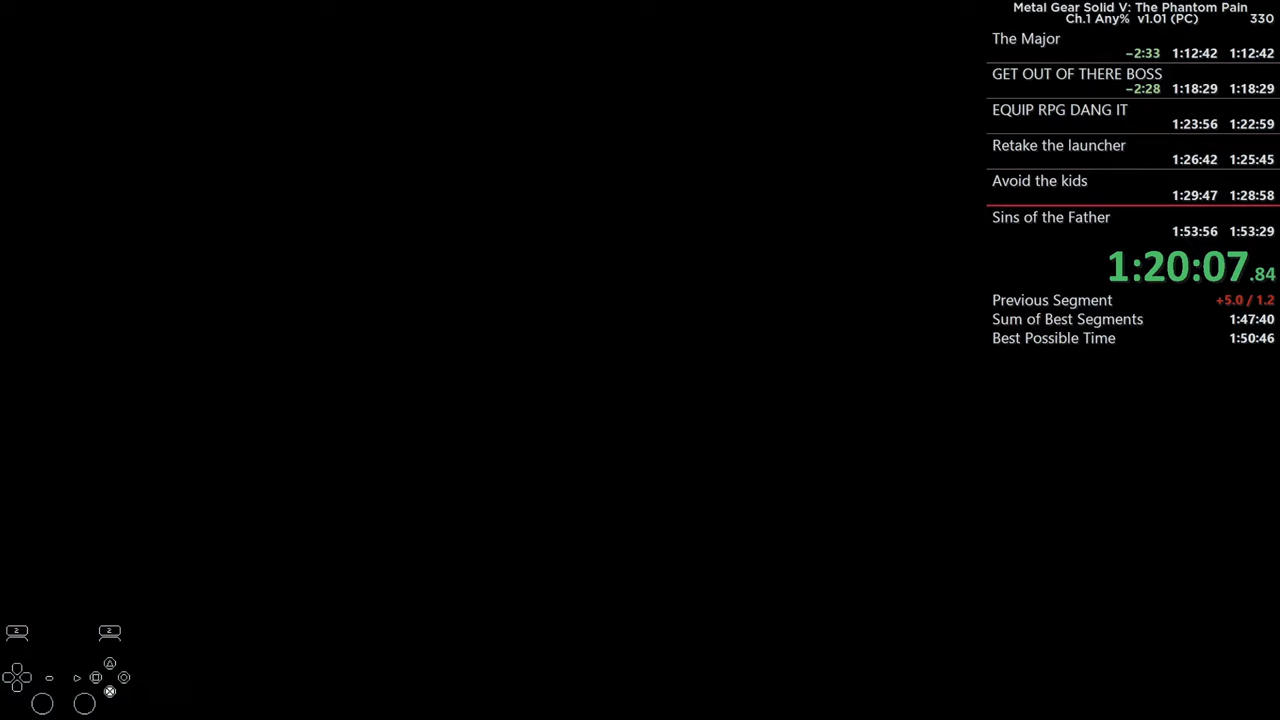 Metal Gear Solid V: The Phantom Pain
Ch.1 Any% v1.01 (PC) 330
The Major
−2:33 1:12:42 1:12:42
GET OUT OF THERE BOSS
−2:28 1:18:29 1:18:29
EQUIP RPG DANG IT
1:23:56 1:22:59
Retake the launcher
1:26:42 1:25:45
Avoid the kids
1:29:47 1:28:58
Sins of the Father
1:53:56 1:53:29
1:20:07.84
Previous Segment +5.0 / 1.2
Sum of Best Segments 1:47:40
Best Possible Time 1:50:46
2 2